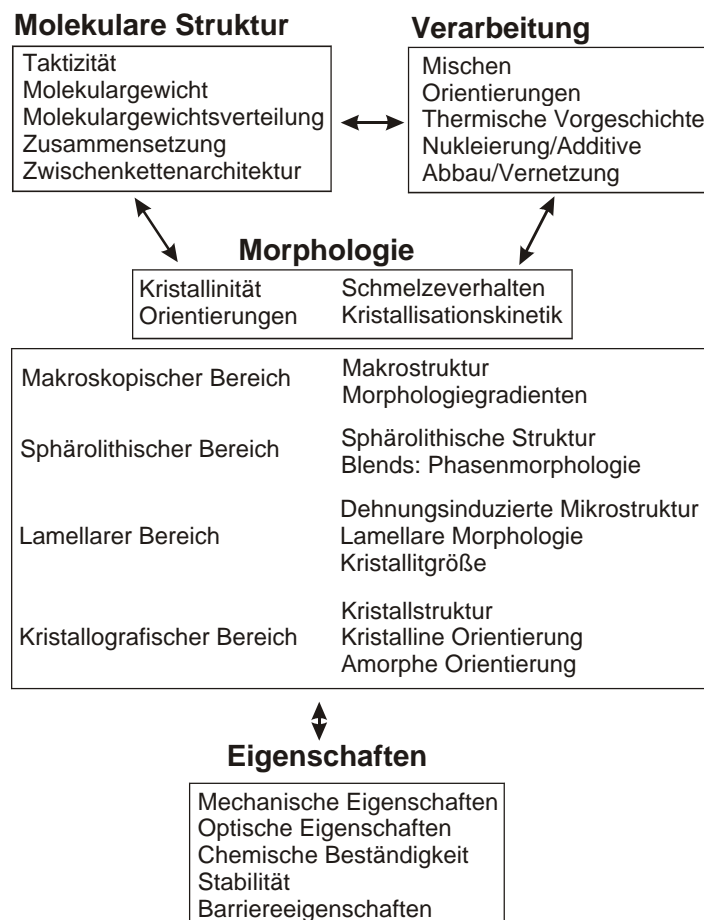 Molekulare Struktur
Taktizität
Molekulargewicht
Molekulargewichtsverteilung
Zusammensetzung
Zwischenkettenarchitektur
Verarbeitung
Mischen
Orientierungen
Thermische Vorgeschichte
Nukleierung/Additive
Abbau/Vernetzung
Morphologie
Kristallinität Schmelzeverhalten
Orientierungen Kristallisationskinetik
Makroskopischer Bereich
Makrostruktur
Morphologiegradienten
Sphärolithischer Bereich
Sphärolithische Struktur
Blends: Phasenmorphologie
Lamellarer Bereich
Dehnungsinduzierte Mikrostruktur
Lamellare Morphologie
Kristallitgröße
Kristallografischer Bereich
Kristallstruktur
Kristalline Orientierung
Amorphe Orientierung
Eigenschaften
Mechanische Eigenschaften
Optische Eigenschaften
Chemische Beständigkeit
Stabilität
Barriereeigenschaften